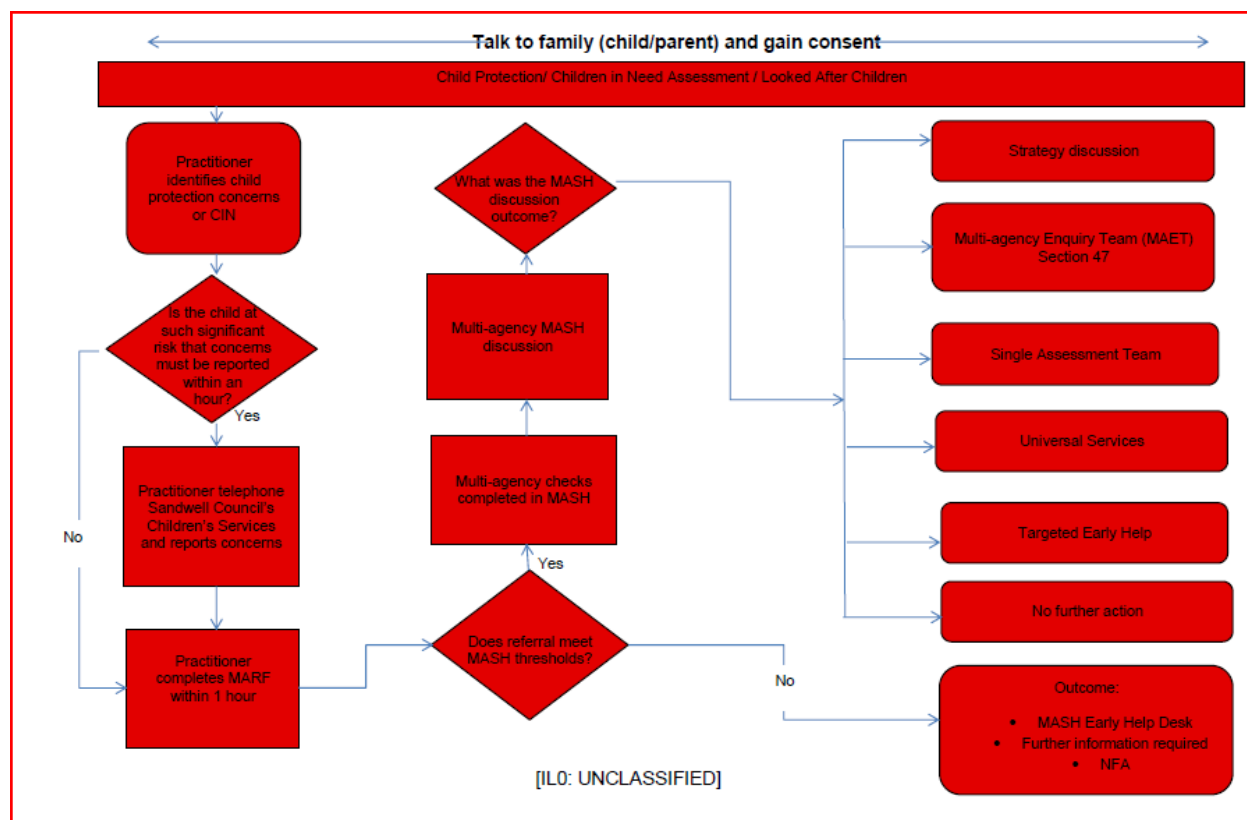 Talk to family (child/parent) and gain consent
Child Protection/ Children in Need Assessment / Looked After Children
Practitioner
identifies child
protection concerns
or CIN
Is the child at
such significant
risk that concerns
must be reported
within an
hour?
Yes
No
Practitioner telephone
Sandwell Council's
Children's Services
and reports concerns
Practitioner
completes MARF
within 1 hour
What was the MASH
discussion
outcome?
Multi-agency MASH
discussion
Multi-agency checks
completed in MASH
Yes
Does referral meet
MASH thresholds?
No
Strategy discussion
Multi-agency Enquiry Team (MAET)
Section 47
Single Assessment Team
Universal Services
Targeted Early Help
No further action
Outcome:
• MASH Early Help Desk
• Further information required
• NFA
[IL0: UNCLASSIFIED]